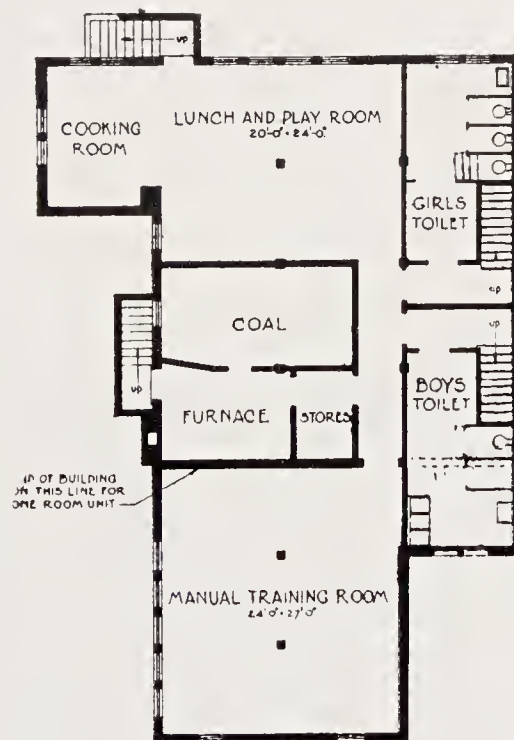 UP
COOKING
ROOM
LUNCH AND PLAY ROOM
20'-0" × 24'-0"
GIRLS
TOILET
UP
UP
COAL
UP
BOYS
TOILET
FURNACE
STORES
OF BUILDING
THIS LINE FOR
ONE ROOM UNIT
MANUAL TRAINING ROOM
24'-0" × 27'-0"